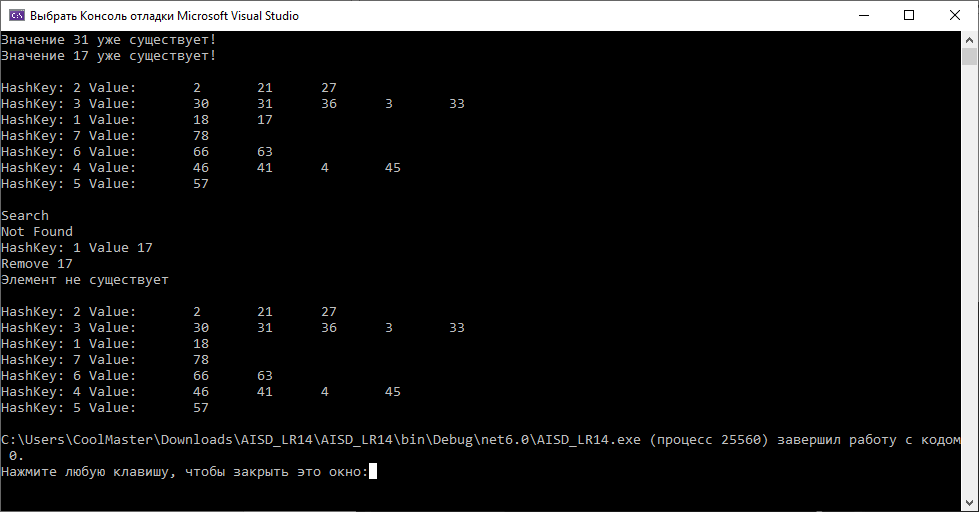 Выбрать Консоль отладки Microsoft Visual Studio
Значение 31 уже существует!
Значение 17 уже существует!
HashKey: 2 Value: 2 21 27
HashKey: 3 Value: 30 31 36 3 33
HashKey: 1 Value: 18 17
HashKey: 7 Value: 78
HashKey: 6 Value: 66 63
HashKey: 4 Value: 46 41 4 45
HashKey: 5 Value: 57
Search
Not Found
HashKey: 1 Value 17
Remove 17
Элемент не существует
HashKey: 2 Value: 2 21 27
HashKey: 3 Value: 30 31 36 3 33
HashKey: 1 Value: 18
HashKey: 7 Value: 78
HashKey: 6 Value: 66 63
HashKey: 4 Value: 46 41 4 45
HashKey: 5 Value: 57
C:\Users\CoolMaster\Downloads\AISD_LR14\AISD_LR14\bin\Debug\net6.0\AISD_LR14.exe (процесс 25560) завершил работу с кодом
0.
Нажмите любую клавишу, чтобы закрыть это окно: